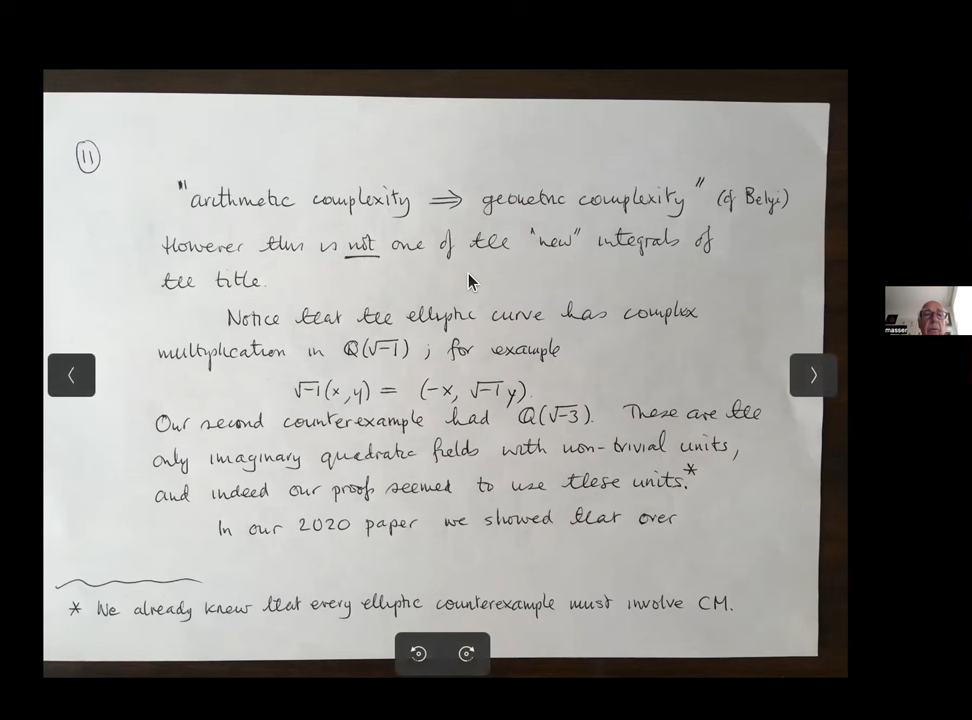 11
"arithmetic complexity ⇒ geometric complexity" (cf Belyi)
However this is not one of the "new" integrals of
the title.
Notice that the elliptic curve has complex
multiplication in Q(√-1) ; for example
√-1(x,y) = (-x, √-1y).
Our second counterexample had Q(√-3). These are the
only imaginary quadratic fields with non-trivial units,
and indeed our proofs seemed to use these units.*
In our 2020 paper we showed that over
* We already knew that every elliptic counterexample must involve CM.
masser